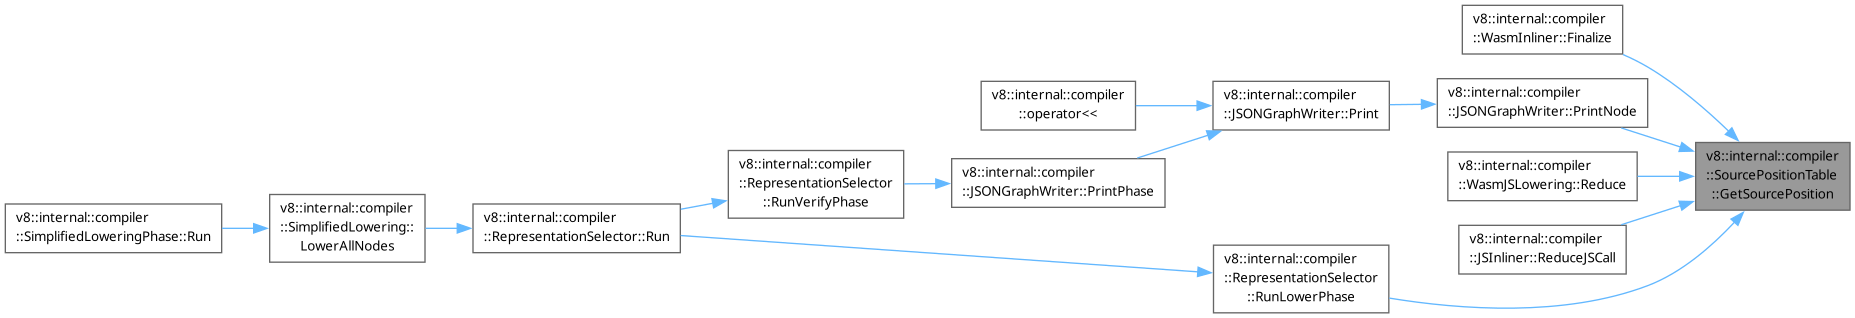 v8::internal::compiler
::WasmInliner::Finalize
v8::internal::compiler
::operator<<
v8::internal::compiler
::JSONGraphWriter::Print
v8::internal::compiler
::JSONGraphWriter::PrintNode
v8::internal::compiler
::SourcePositionTable
::GetSourcePosition
v8::internal::compiler
::RepresentationSelector
::RunVerifyPhase
v8::internal::compiler
::JSONGraphWriter::PrintPhase
v8::internal::compiler
::WasmJSLowering::Reduce
v8::internal::compiler
::SimplifiedLoweringPhase::Run
v8::internal::compiler
::SimplifiedLowering::
LowerAllNodes
v8::internal::compiler
::RepresentationSelector::Run
v8::internal::compiler
::JSInliner::ReduceJSCall
v8::internal::compiler
::RepresentationSelector
::RunLowerPhase